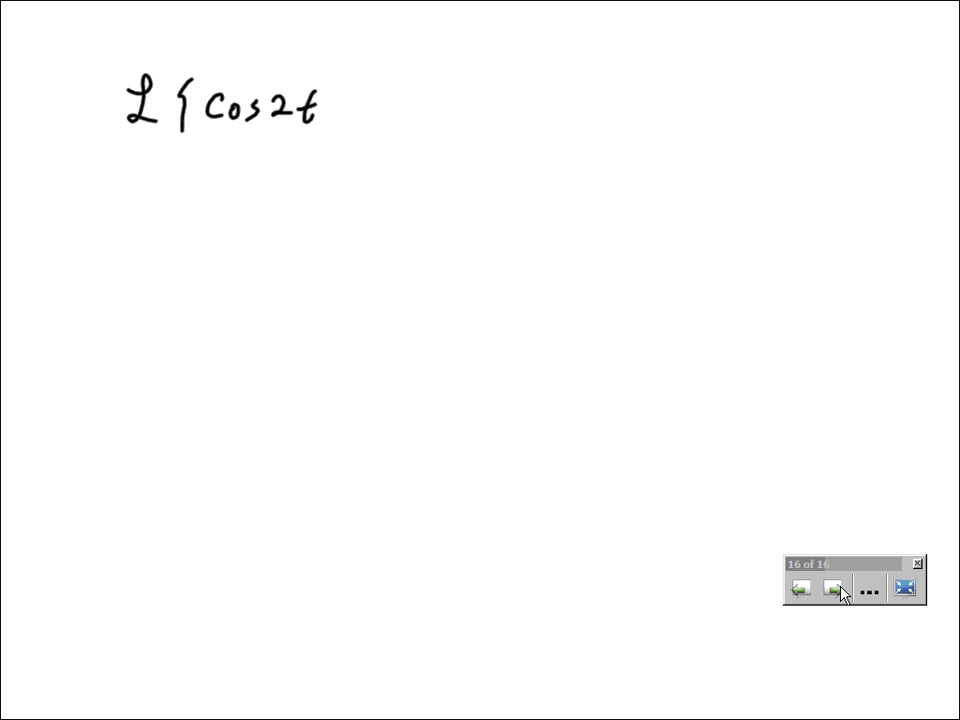 ℒ { cos 2t
16 of 16
...